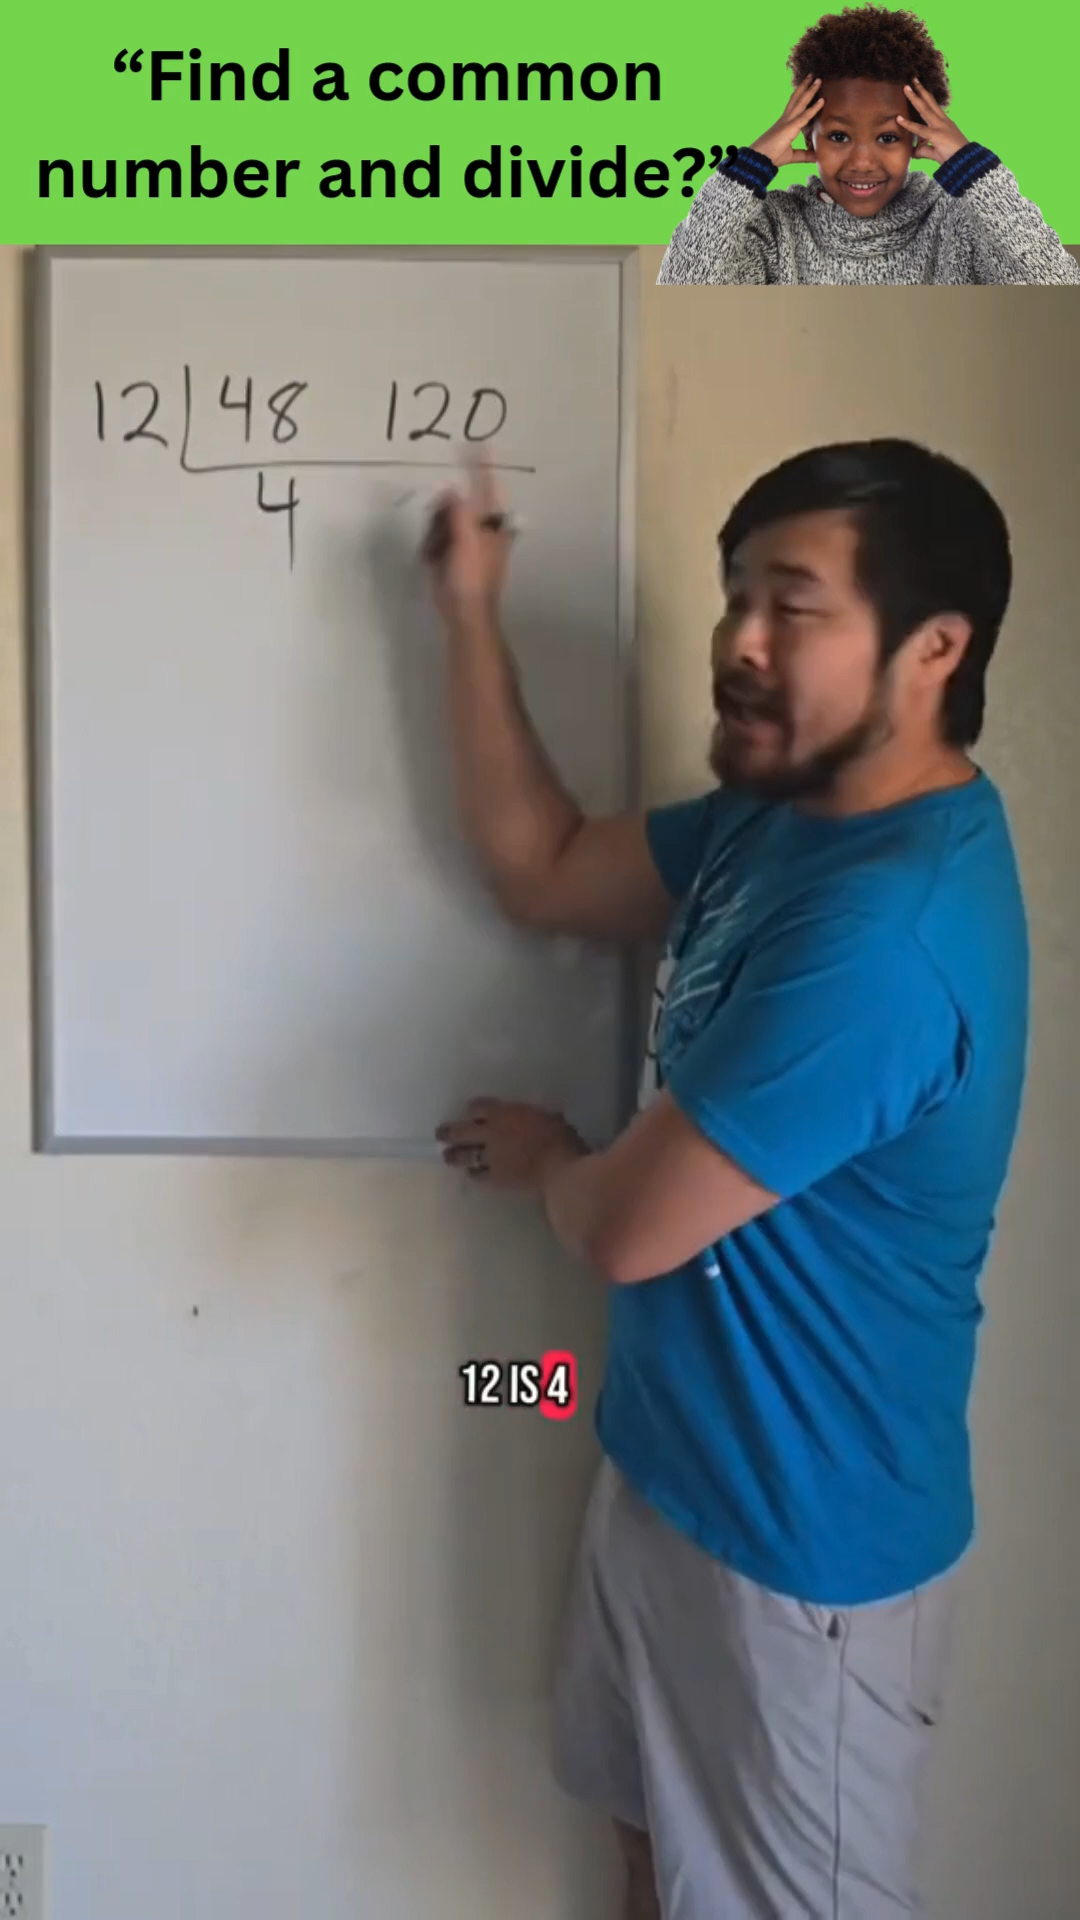 “Find a common
number and divide?”
12 48 120
4
12 IS 4